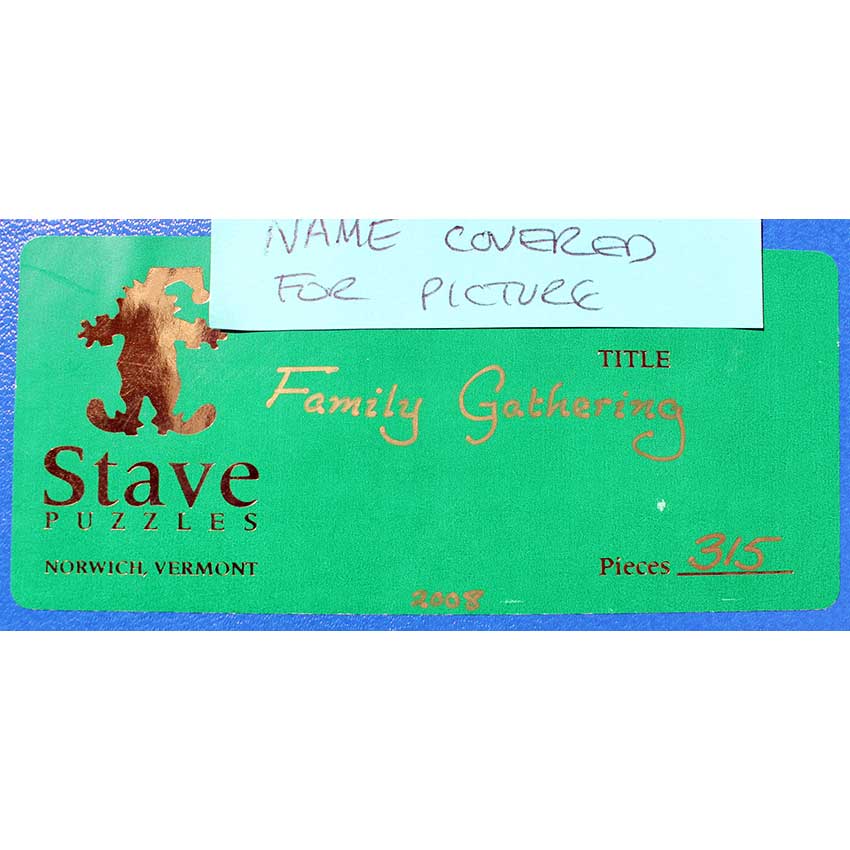 NAME COVERED
FOR PICTURE
TITLE
Family Gathering
Stave
PUZZLES
NORWICH, VERMONT
Pieces 315
2008